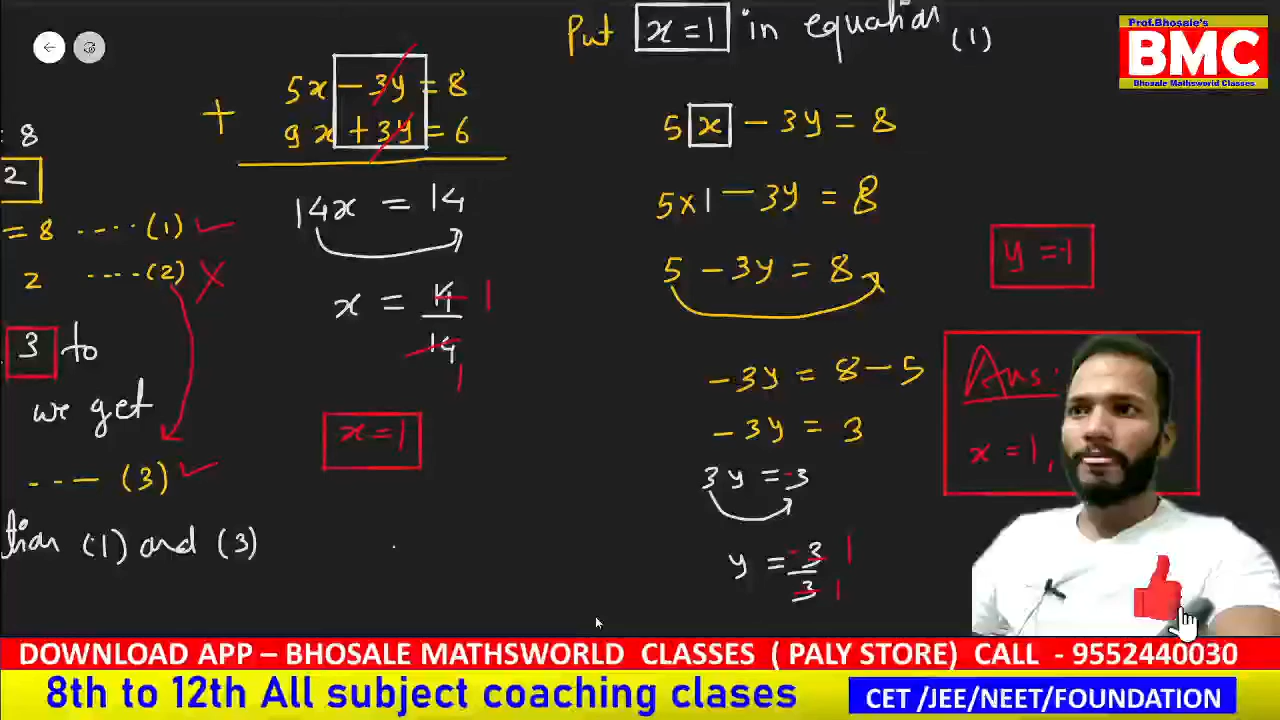 Put x = 1 in equation (1)
Prof.Bhosale's
BMC
Bhosale Mathsworld Classes
= 8
2
= 8 ..... (1) ✓
2 .... (2) ✗
3 to
we get
---- (3) ✓
(1) and (3)
5x - 3y = 8
+
9x + 3y = 6
14x = 14
x = 14/14 1 1
x = 1
5x - 3y = 8
5×1 - 3y = 8
5 - 3y = 8
-3y = 8 - 5
-3y = 3
3y = -3
y = -3/3 1 1
y = -1
Ans:
x = 1,
DOWNLOAD APP – BHOSALE MATHSWORLD CLASSES ( PALY STORE) CALL - 9552440030
8th to 12th All subject coaching clases
CET /JEE/NEET/FOUNDATION